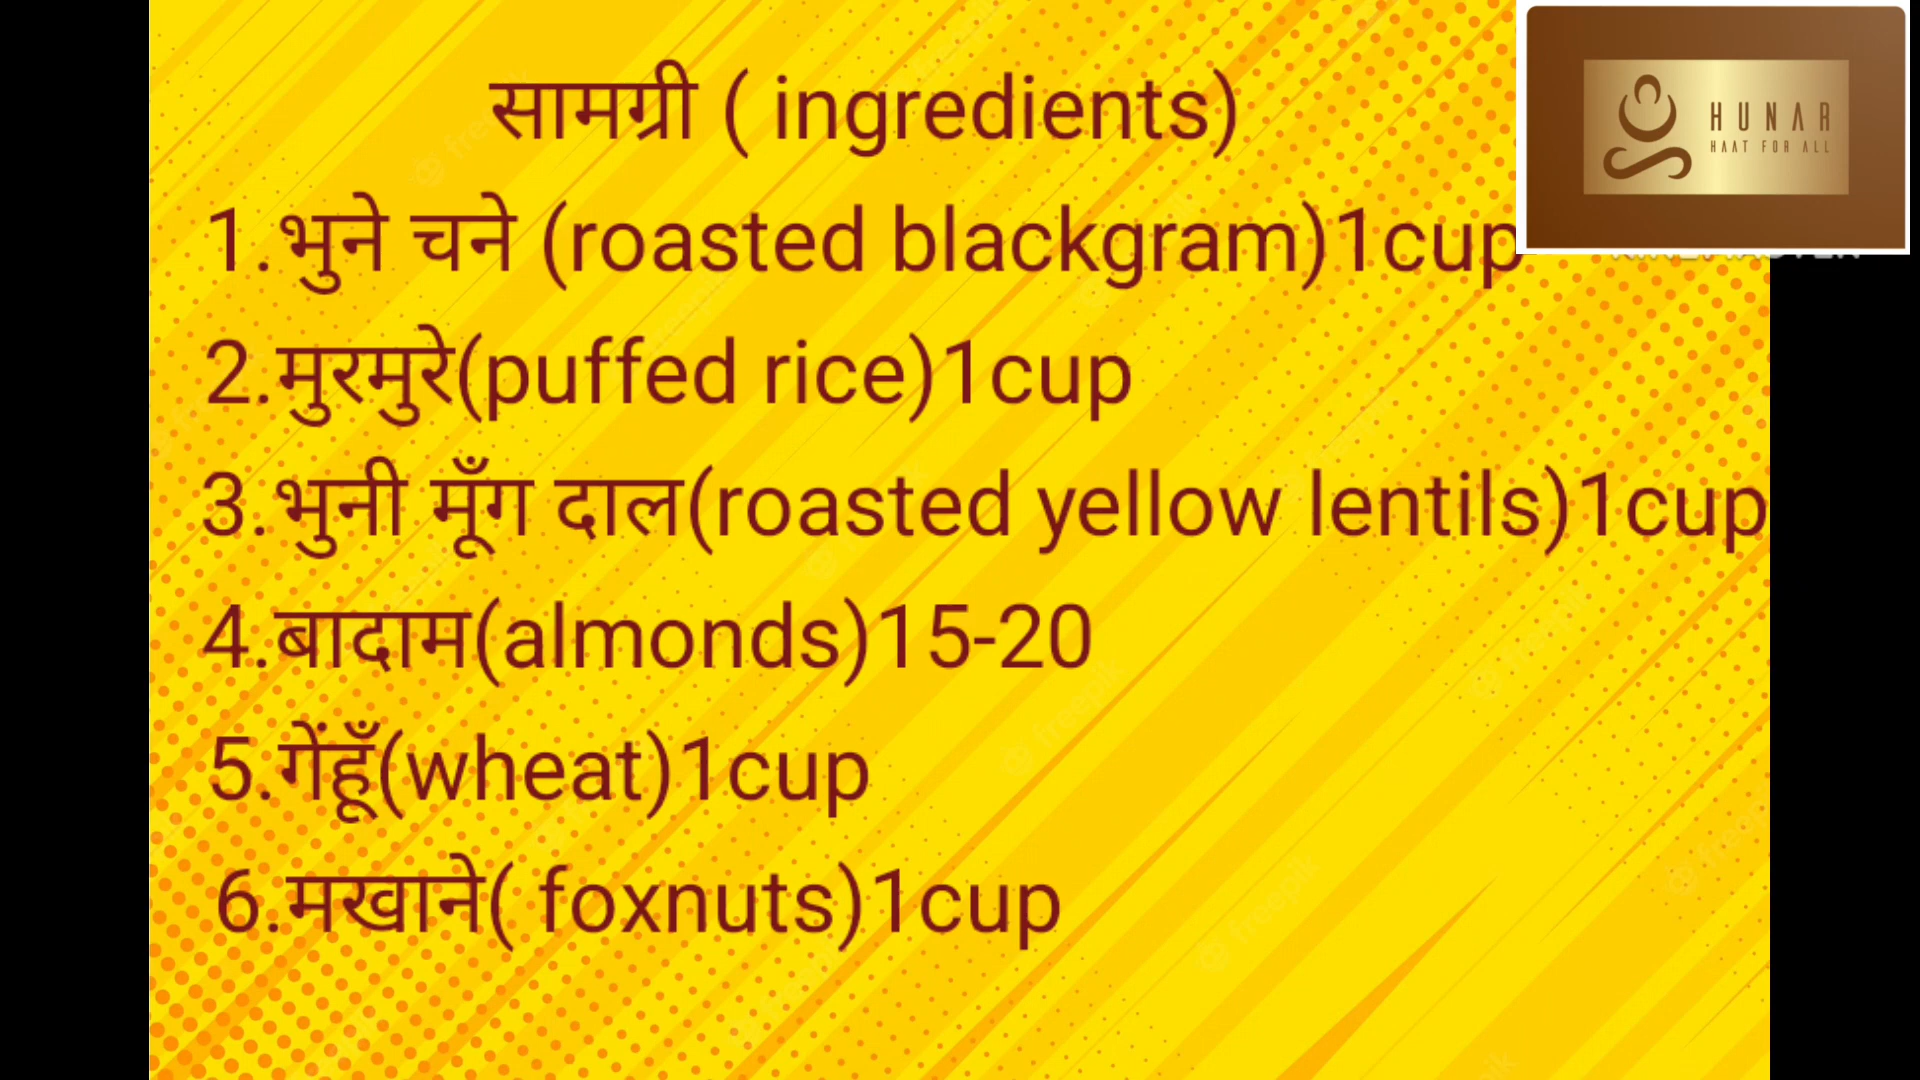 सामग्री ( ingredients)
HUNAR
HAAT FOR ALL
1.भुने चने (roasted blackgram)1cup
2.मुरमुरे(puffed rice)1cup
3.भुनी मूँग दाल(roasted yellow lentils)1cup
4.बादाम(almonds)15-20
5.गेंहूँ(wheat)1cup
6.मखाने( foxnuts)1cup